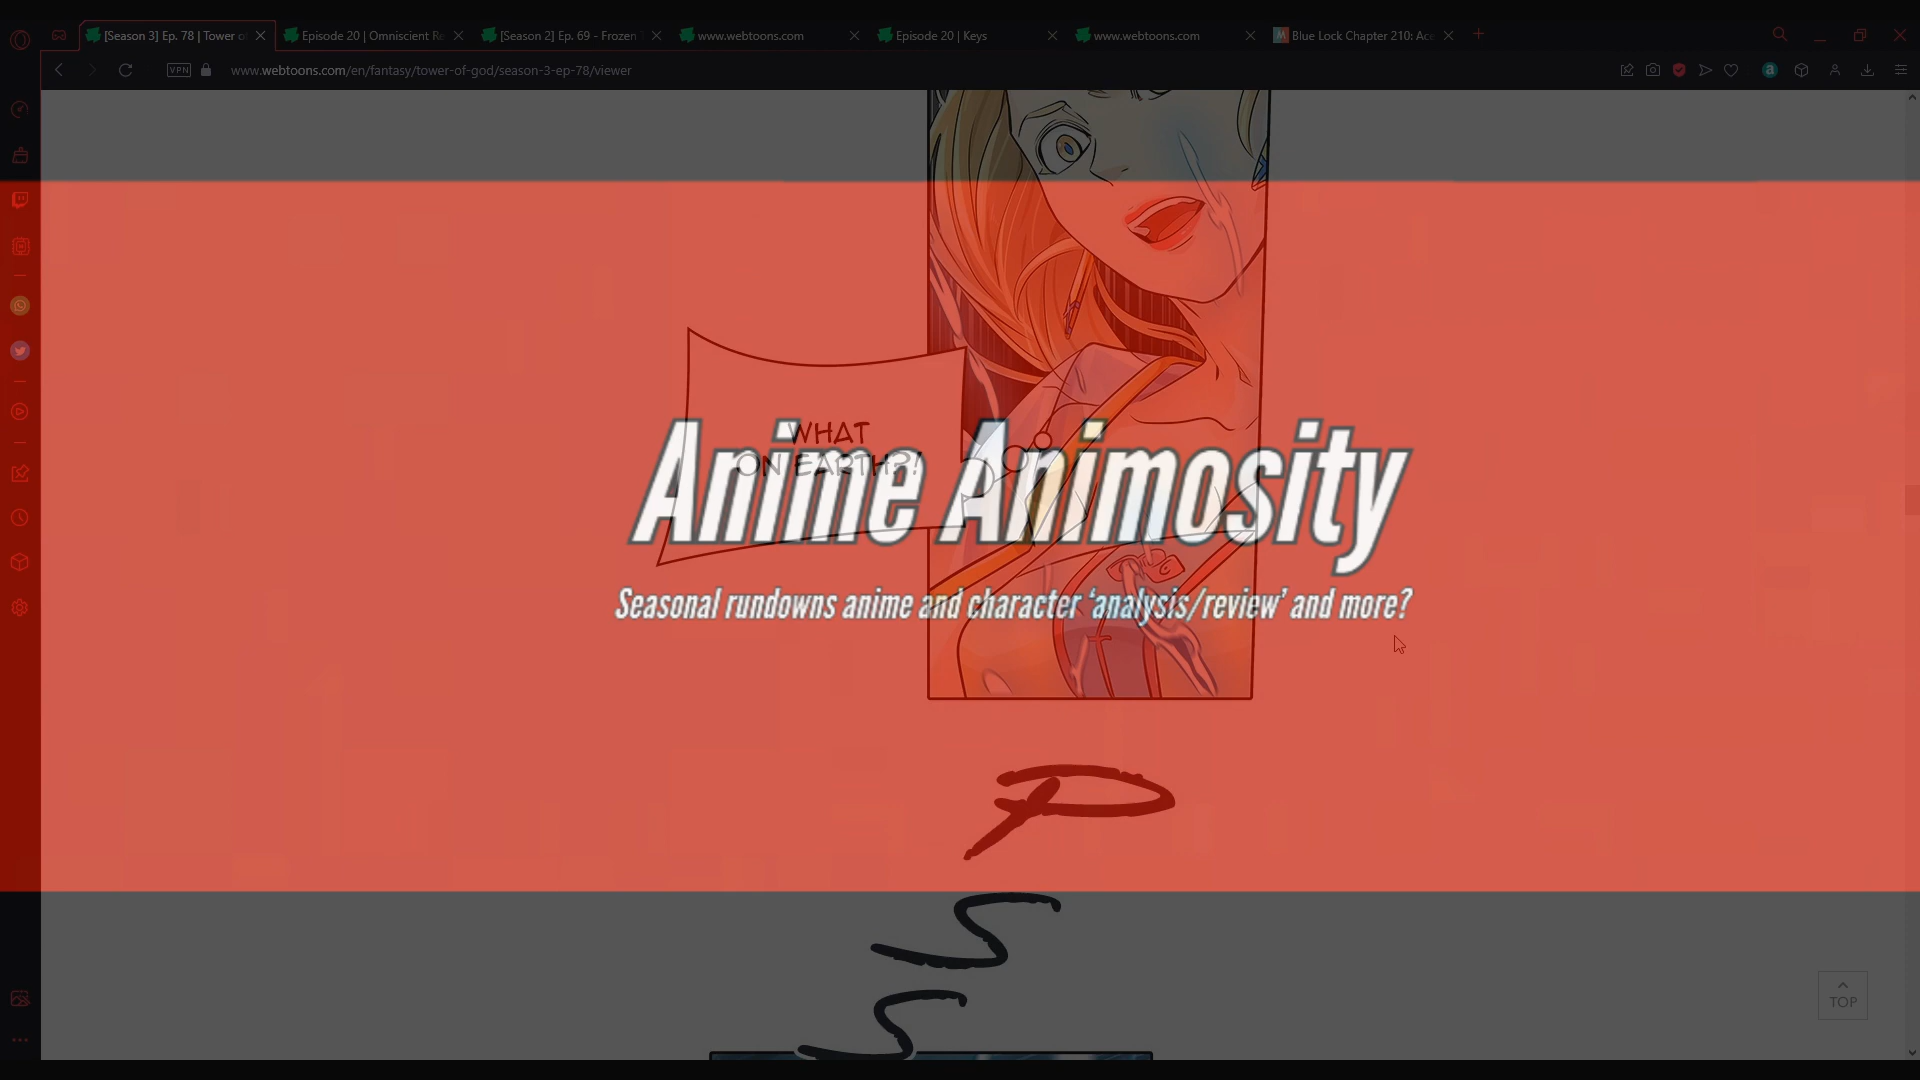 [Season 3] Ep. 78 | Tower o
Episode 20 | Omniscient Re
[Season 2] Ep. 69 - Frozen T
www.webtoons.com
Episode 20 | Keys
www.webtoons.com
Blue Lock Chapter 210: Ace
VPN
www.webtoons.com/en/fantasy/tower-of-god/season-3-ep-78/viewer
WHAT
ON EARTH?!
Anime Animosity
Seasonal rundowns anime and character ‘analysis/review’ and more?
TOP